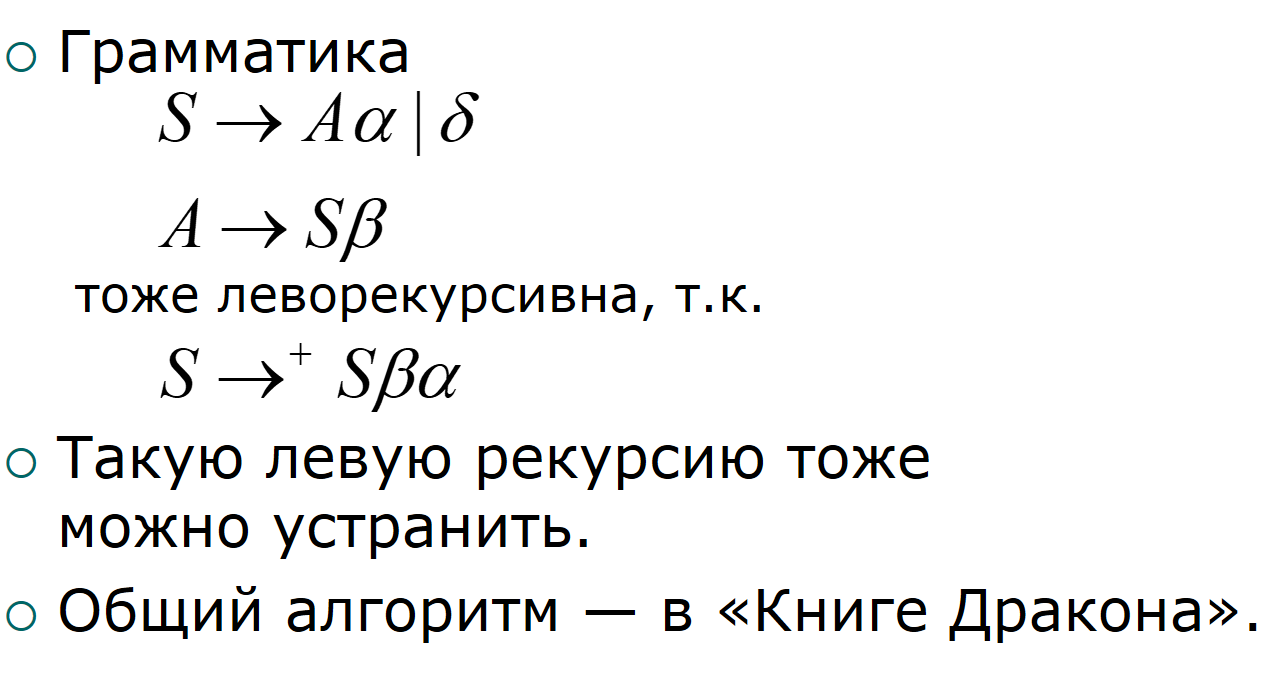 Грамматика
S → Aα | δ
A → Sβ
тоже леворекурсивна, т.к.
S →⁺ Sβα
Такую левую рекурсию тоже
можно устранить.
Общий алгоритм — в «Книге Дракона».